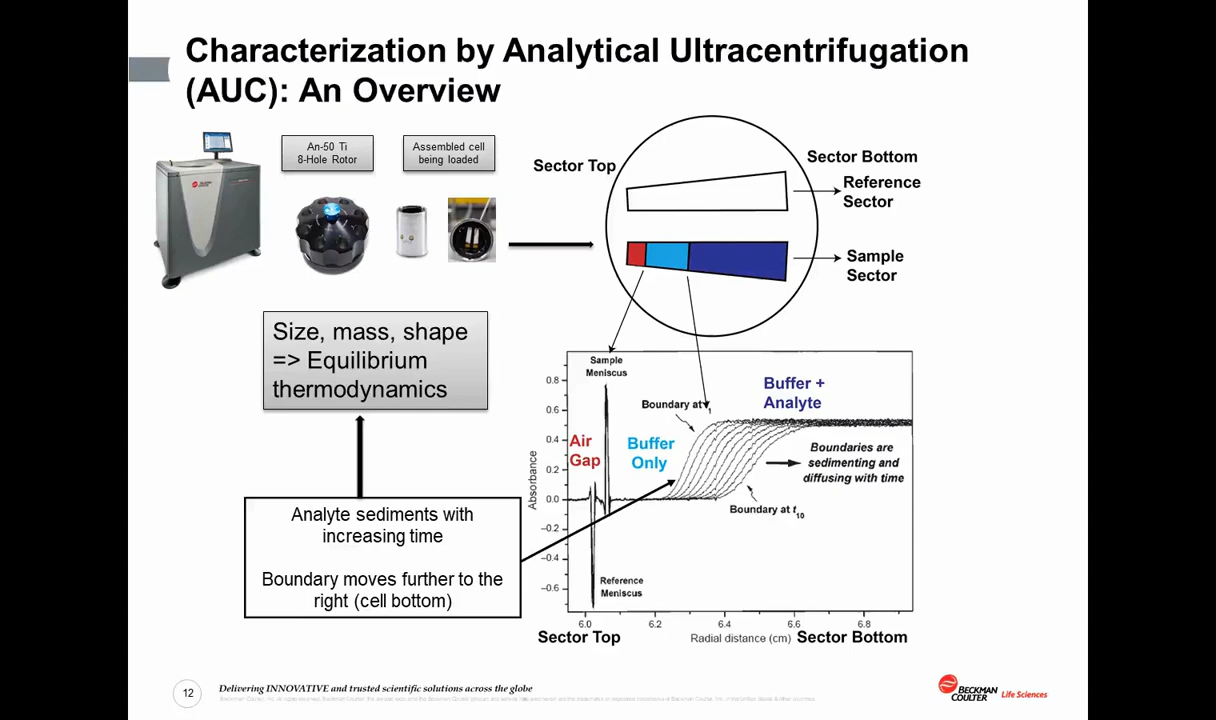 Characterization by Analytical Ultracentrifugation
(AUC): An Overview
An-50 Ti
8-Hole Rotor
Assembled cell
being loaded
Sector Top
Sector Bottom
Reference
Sector
Sample
Sector
Size, mass, shape
=> Equilibrium
thermodynamics
Analyte sediments with
increasing time
Boundary moves further to the
right (cell bottom)
Sample
Meniscus
Boundary at t1
Buffer +
Analyte
Air
Gap
Buffer
Only
Boundaries are
sedimenting and
diffusing with time
Boundary at t10
Reference
Meniscus
Absorbance
0.8
0.6
0.4
0.2
0.0
−0.2
−0.4
−0.6
6.0
6.2
6.4
6.6
6.8
Sector Top
Radial distance (cm)
Sector Bottom
12
Delivering INNOVATIVE and trusted scientific solutions across the globe
BECKMAN
COULTER
Life Sciences